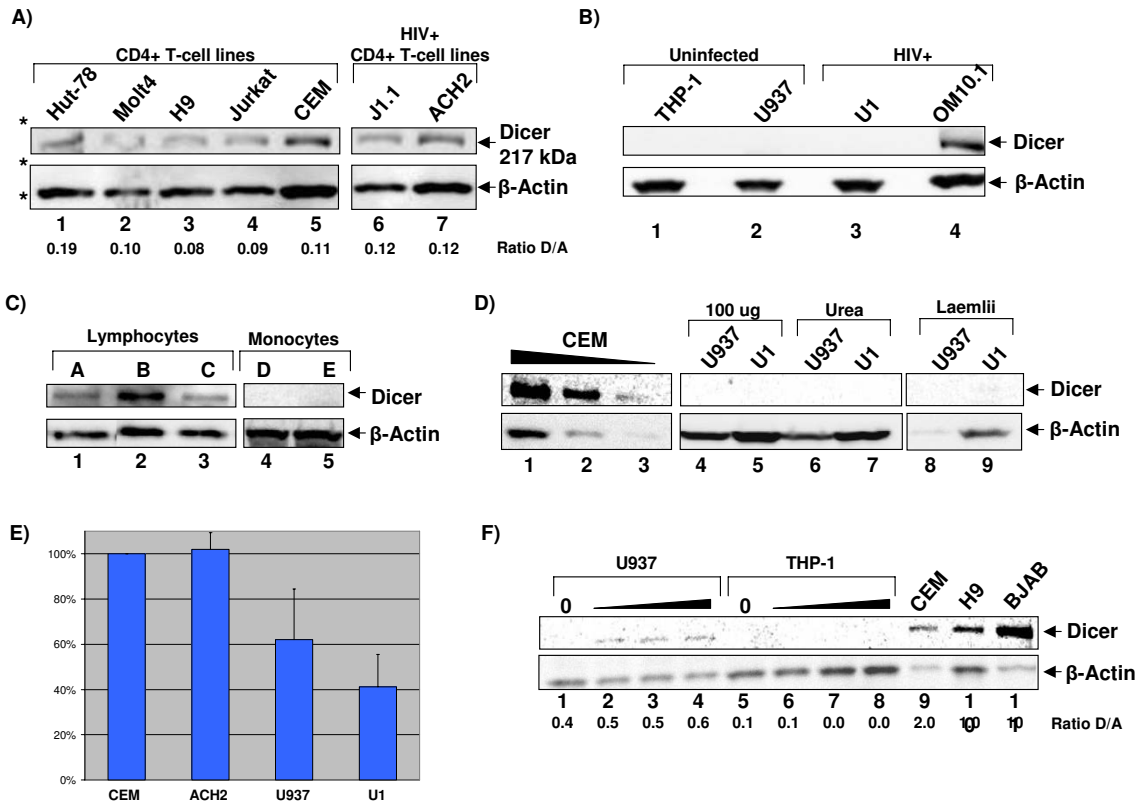 A)
CD4+ T-cell lines
HIV+
CD4+ T-cell lines
Hut-78 Molt4 H9 Jurkat CEM J1.1 ACH2
*
Dicer
217 kDa
*
*
β-Actin
1 2 3 4 5 6 7
0.19 0.10 0.08 0.09 0.11 0.12 0.12 Ratio D/A
B)
Uninfected HIV+
THP-1 U937 U1 OM10.1
Dicer
β-Actin
1 2 3 4
C)
Lymphocytes Monocytes
A B C D E
Dicer
β-Actin
1 2 3 4 5
D)
100 ug Urea Laemlii
CEM U937 U1 U937 U1 U937 U1
Dicer
β-Actin
1 2 3 4 5 6 7 8 9
E)
100%
80%
60%
40%
20%
0%
CEM ACH2 U937 U1
F)
U937 THP-1
0 0 CEM H9 BJAB
Dicer
β-Actin
1 2 3 4 5 6 7 8 9 1 1
0.4 0.5 0.5 0.6 0.1 0.1 0.0 0.0 2.0 Ratio D/A
0 1